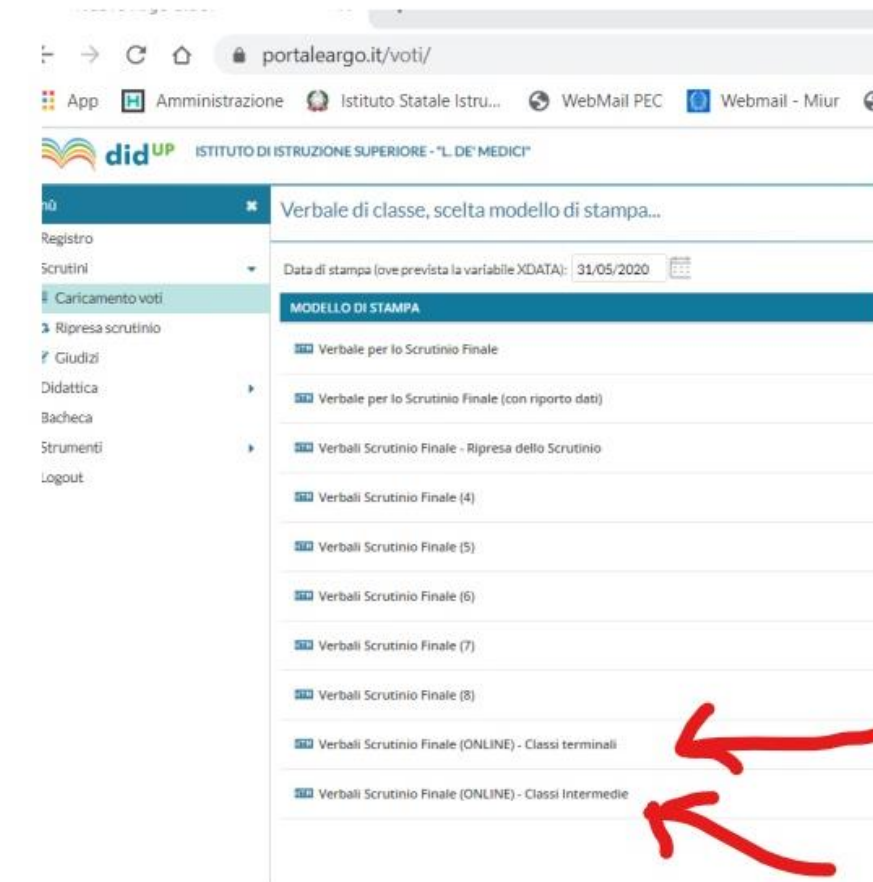 portaleargo.it/voti/
App Amministrazione Istituto Statale Istru... WebMail PEC Webmail - Miur
didUP ISTITUTO DI ISTRUZIONE SUPERIORE - "L. DE' MEDICI"
Verbale di classe, scelta modello di stampa...
Registro
Scrutini
Caricamento voti
Ripresa scrutinio
Giudizi
Didattica
Bacheca
Strumenti
Logout
Data di stampa (ove prevista la variabile XDATA): 31/05/2020
MODELLO DI STAMPA
Verbale per lo Scrutinio Finale
Verbale per lo Scrutinio Finale (con riporto dati)
Verbali Scrutinio Finale - Ripresa dello Scrutinio
Verbali Scrutinio Finale (4)
Verbali Scrutinio Finale (5)
Verbali Scrutinio Finale (6)
Verbali Scrutinio Finale (7)
Verbali Scrutinio Finale (8)
Verbali Scrutinio Finale (ONLINE) - Classi terminali
Verbali Scrutinio Finale (ONLINE) - Classi Intermedie